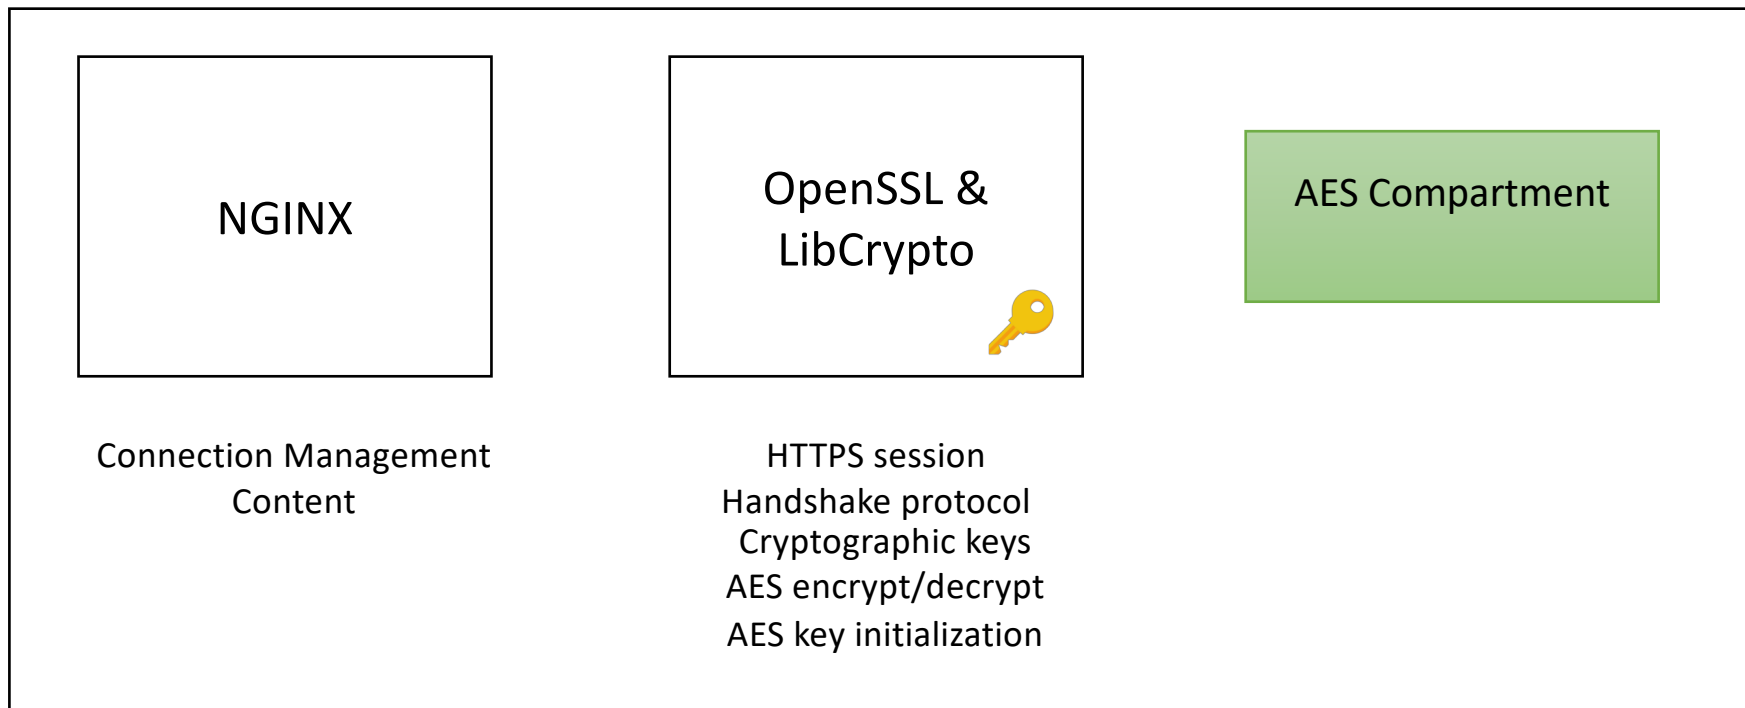 NGINX
OpenSSL &
LibCrypto
AES Compartment
Connection Management
Content
HTTPS session
Handshake protocol
Cryptographic keys
AES encrypt/decrypt
AES key initialization